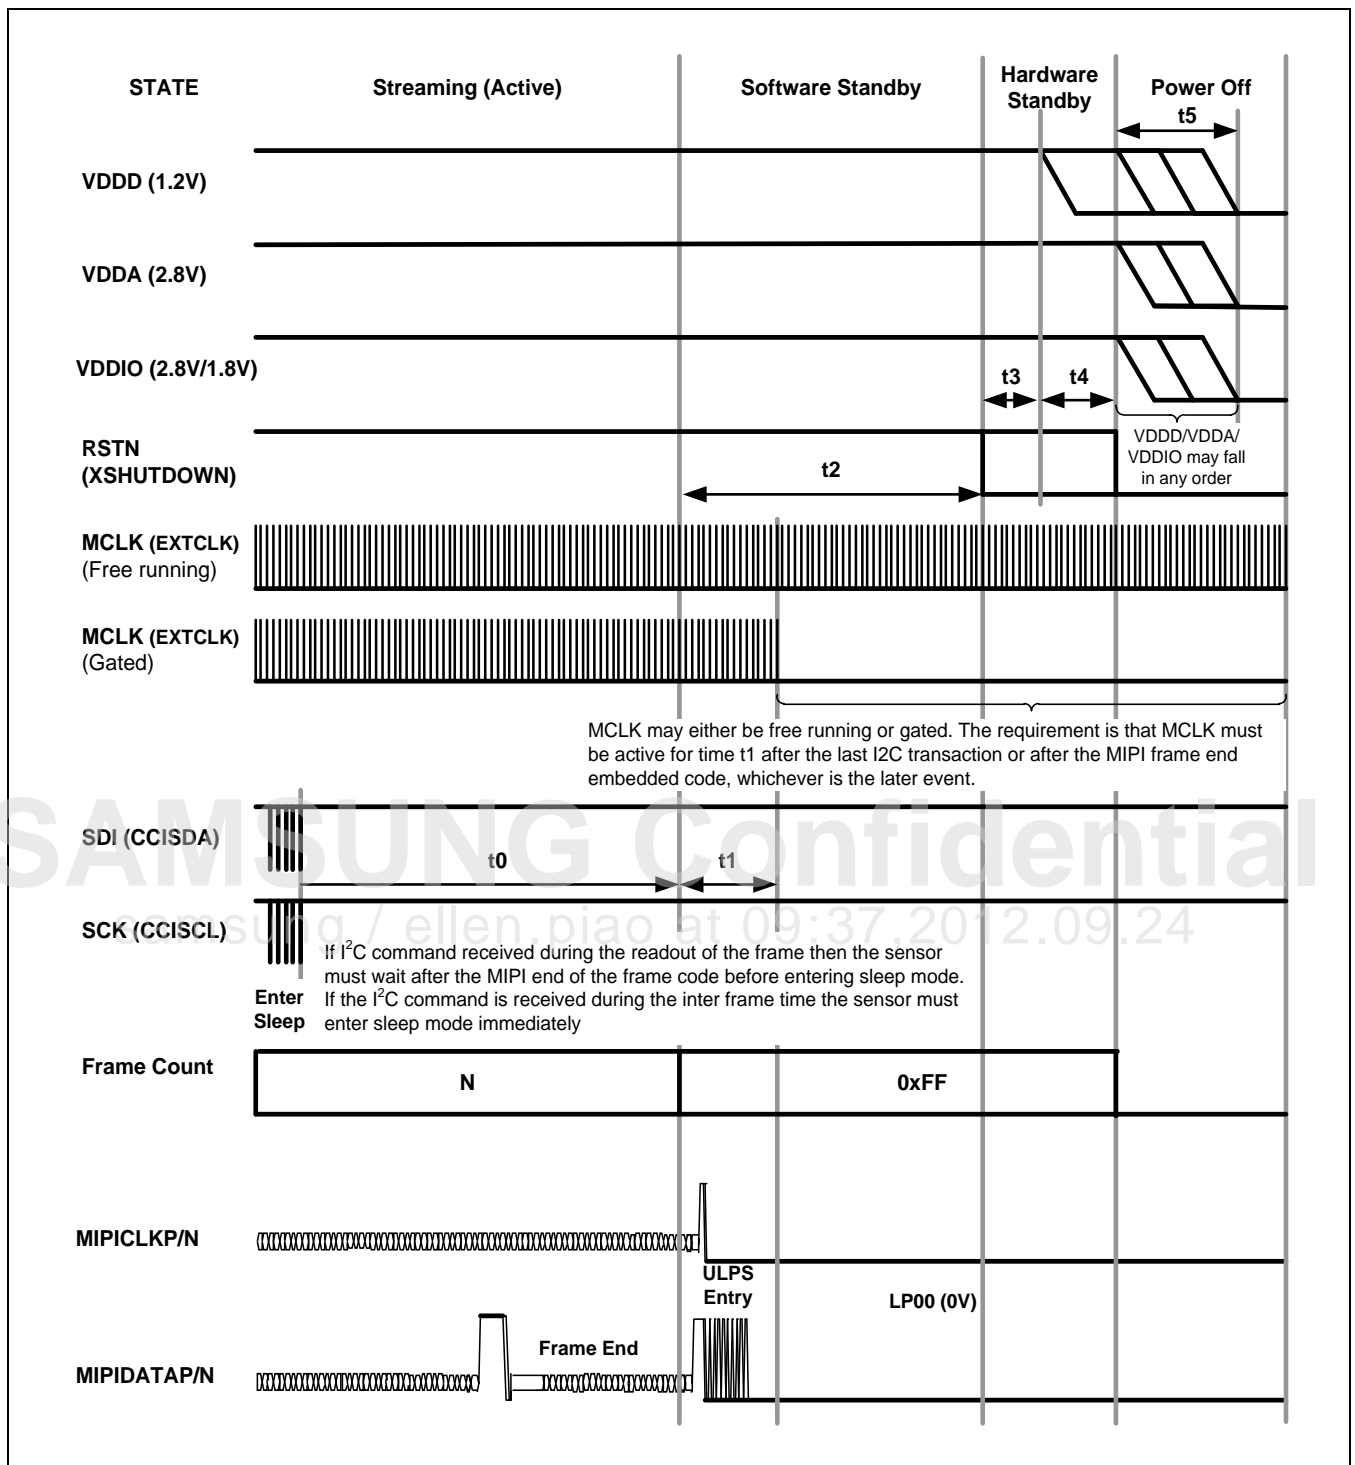 STATE
Streaming (Active)
Software Standby
Hardware
Standby
Power Off
t5
VDDD (1.2V)
VDDA (2.8V)
VDDIO (2.8V/1.8V)
t3
t4
RSTN
(XSHUTDOWN)
t2
VDDD/VDDA/
VDDIO may fall
in any order
MCLK (EXTCLK)
(Free running)
MCLK (EXTCLK)
(Gated)
MCLK may either be free running or gated. The requirement is that MCLK must
be active for time t1 after the last I2C transaction or after the MIPI frame end
embedded code, whichever is the later event.
SAMSUNG Confidential
SDI (CCISDA)
t0
t1
samsung / ellen.piao at 09:37,2012.09.24
SCK (CCISCL)
If I²C command received during the readout of the frame then the sensor
must wait after the MIPI end of the frame code before entering sleep mode.
If the I²C command is received during the inter frame time the sensor must
enter sleep mode immediately
Enter
Sleep
Frame Count
N
0xFF
MIPICLKP/N
ULPS
Entry
LP00 (0V)
Frame End
MIPIDATAP/N